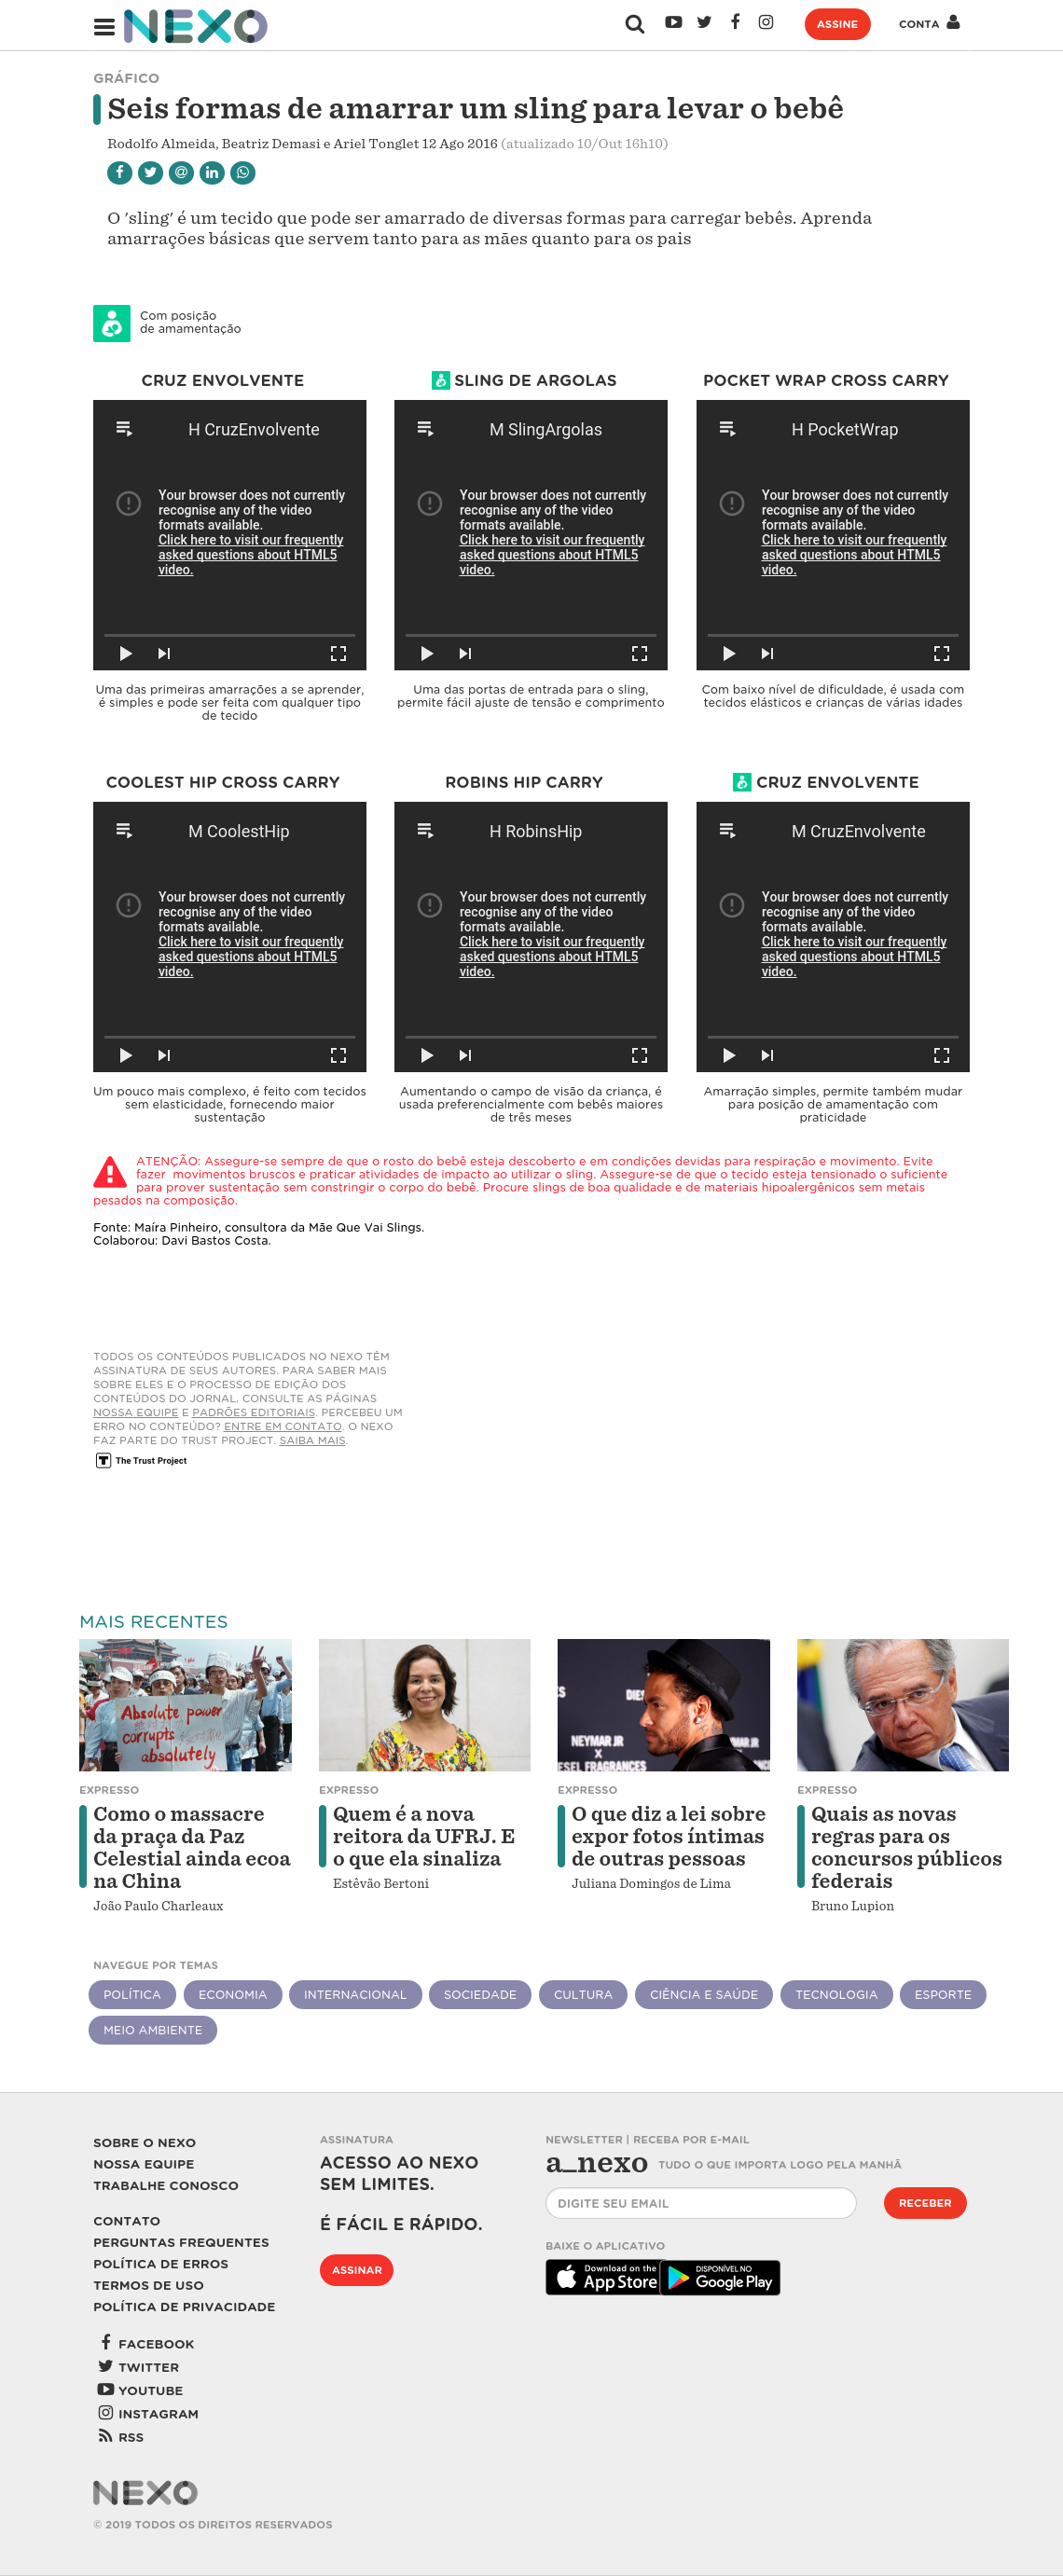 NEXO
ASSINE
CONTA
GRÁFICO
Seis formas de amarrar um sling para levar o bebê
Rodolfo Almeida, Beatriz Demasi e Ariel Tonglet 12 Ago 2016 (atualizado 10/Out 16h10)
O 'sling' é um tecido que pode ser amarrado de diversas formas para carregar bebês. Aprenda
amarrações básicas que servem tanto para as mães quanto para os pais
Com posição
de amamentação
CRUZ ENVOLVENTE
H CruzEnvolvente
Your browser does not currently
recognise any of the video
formats available.
Click here to visit our frequently
asked questions about HTML5
video.
Uma das primeiras amarrações a se aprender,
é simples e pode ser feita com qualquer tipo
de tecido
SLING DE ARGOLAS
M SlingArgolas
Your browser does not currently
recognise any of the video
formats available.
Click here to visit our frequently
asked questions about HTML5
video.
Uma das portas de entrada para o sling,
permite fácil ajuste de tensão e comprimento
POCKET WRAP CROSS CARRY
H PocketWrap
Your browser does not currently
recognise any of the video
formats available.
Click here to visit our frequently
asked questions about HTML5
video.
Com baixo nível de dificuldade, é usada com
tecidos elásticos e crianças de várias idades
COOLEST HIP CROSS CARRY
M CoolestHip
Your browser does not currently
recognise any of the video
formats available.
Click here to visit our frequently
asked questions about HTML5
video.
Um pouco mais complexo, é feito com tecidos
sem elasticidade, fornecendo maior
sustentação
ROBINS HIP CARRY
H RobinsHip
Your browser does not currently
recognise any of the video
formats available.
Click here to visit our frequently
asked questions about HTML5
video.
Aumentando o campo de visão da criança, é
usada preferencialmente com bebês maiores
de três meses
CRUZ ENVOLVENTE
M CruzEnvolvente
Your browser does not currently
recognise any of the video
formats available.
Click here to visit our frequently
asked questions about HTML5
video.
Amarração simples, permite também mudar
para posição de amamentação com
praticidade
ATENÇÃO: Assegure-se sempre de que o rosto do bebê esteja descoberto e em condições devidas para respiração e movimento. Evite
fazer movimentos bruscos e praticar atividades de impacto ao utilizar o sling. Assegure-se de que o tecido esteja tensionado o suficiente
para prover sustentação sem constringir o corpo do bebê. Procure slings de boa qualidade e de materiais hipoalergênicos sem metais
pesados na composição.
Fonte: Maíra Pinheiro, consultora da Mãe Que Vai Slings.
Colaborou: Davi Bastos Costa.
TODOS OS CONTEÚDOS PUBLICADOS NO NEXO TÊM
ASSINATURA DE SEUS AUTORES. PARA SABER MAIS
SOBRE ELES E O PROCESSO DE EDIÇÃO DOS
CONTEÚDOS DO JORNAL, CONSULTE AS PÁGINAS
NOSSA EQUIPE E PADRÕES EDITORIAIS. PERCEBEU UM
ERRO NO CONTEÚDO? ENTRE EM CONTATO. O NEXO
FAZ PARTE DO TRUST PROJECT. SAIBA MAIS.
T The Trust Project
MAIS RECENTES
Absolute power
corrupts
absolutely
EXPRESSO
Como o massacre
da praça da Paz
Celestial ainda ecoa
na China
João Paulo Charleaux
EXPRESSO
Quem é a nova
reitora da UFRJ. E
o que ela sinaliza
Estêvão Bertoni
NEYMAR JR
X
EXPRESSO
O que diz a lei sobre
expor fotos íntimas
de outras pessoas
Juliana Domingos de Lima
EXPRESSO
Quais as novas
regras para os
concursos públicos
federais
Bruno Lupion
NAVEGUE POR TEMAS
POLÍTICA
ECONOMIA
INTERNACIONAL
SOCIEDADE
CULTURA
CIÊNCIA E SAÚDE
TECNOLOGIA
ESPORTE
MEIO AMBIENTE
SOBRE O NEXO
NOSSA EQUIPE
TRABALHE CONOSCO
CONTATO
PERGUNTAS FREQUENTES
POLÍTICA DE ERROS
TERMOS DE USO
POLÍTICA DE PRIVACIDADE
FACEBOOK
TWITTER
YOUTUBE
INSTAGRAM
RSS
ASSINATURA
ACESSO AO NEXO
SEM LIMITES.
É FÁCIL E RÁPIDO.
ASSINAR
NEWSLETTER | RECEBA POR E-MAIL
a_nexo TUDO O QUE IMPORTA LOGO PELA MANHÃ
DIGITE SEU EMAIL
RECEBER
BAIXE O APLICATIVO
Download on the
App Store
DISPONÍVEL NO
Google Play
NEXO
© 2019 TODOS OS DIREITOS RESERVADOS